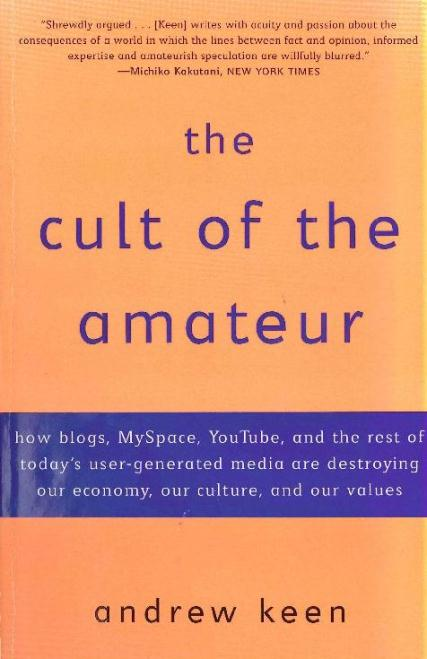 "Shrewdly argued . . . [Keen] writes with acuity and passion about the
consequences of a world in which the lines between fact and opinion, informed
expertise and amateurish speculation are willfully blurred."
—Michiko Kakutani, NEW YORK TIMES
the
cult of the
amateur
how blogs, MySpace, YouTube, and the rest of
today's user-generated media are destroying
our economy, our culture, and our values
andrew keen